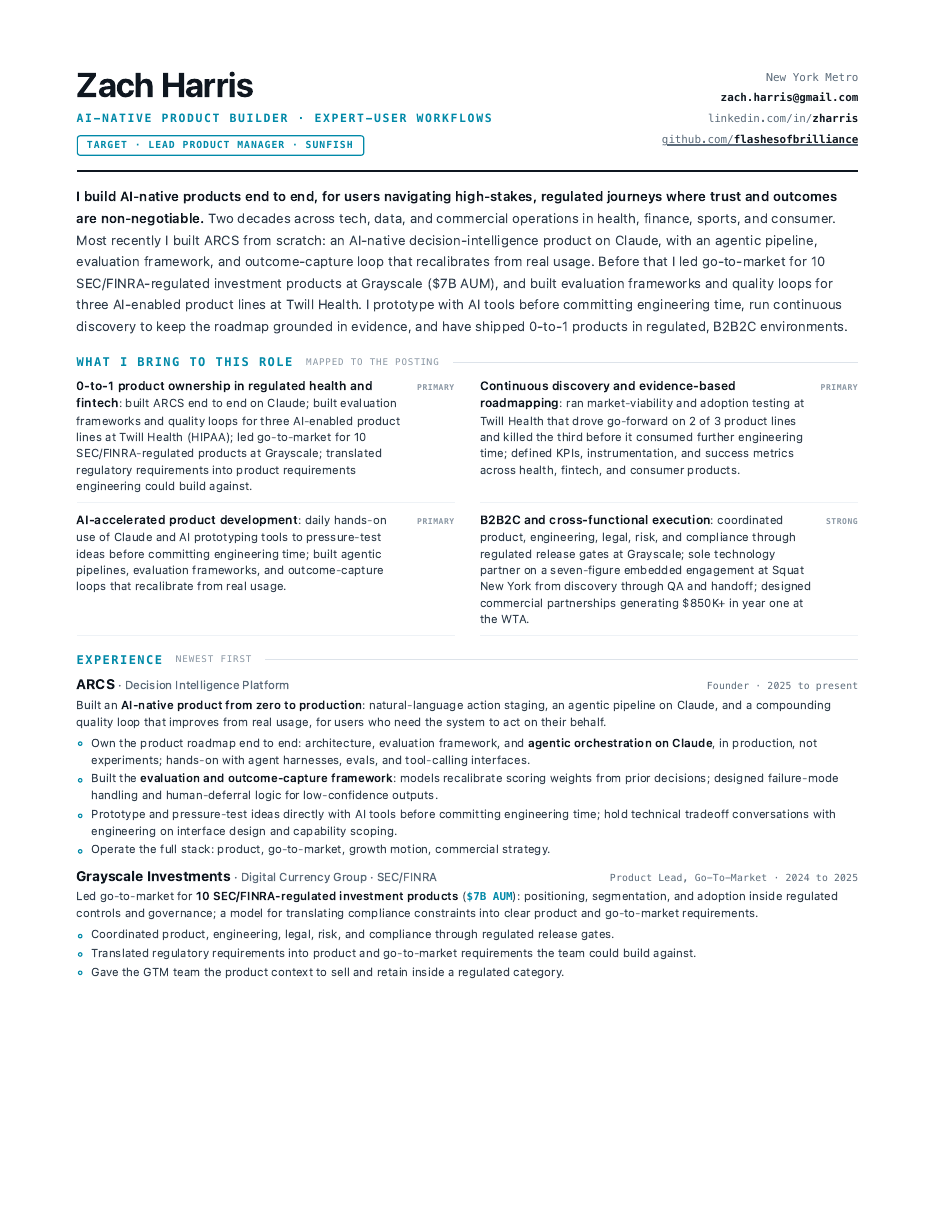 Zach Harris
AI-NATIVE PRODUCT BUILDER · EXPERT-USER WORKFLOWS
TARGET · LEAD PRODUCT MANAGER · SUNFISH
New York Metro
zach.harris@gmail.com
linkedin.com/in/zharris
github.com/flashesofbrilliance
I build AI-native products end to end, for users navigating high-stakes, regulated journeys where trust and outcomes
are non-negotiable. Two decades across tech, data, and commercial operations in health, finance, sports, and consumer.
Most recently I built ARCS from scratch: an AI-native decision-intelligence product on Claude, with an agentic pipeline,
evaluation framework, and outcome-capture loop that recalibrates from real usage. Before that I led go-to-market for 10
SEC/FINRA-regulated investment products at Grayscale ($7B AUM), and built evaluation frameworks and quality loops for
three AI-enabled product lines at Twill Health. I prototype with AI tools before committing engineering time, run continuous
discovery to keep the roadmap grounded in evidence, and have shipped 0-to-1 products in regulated, B2B2C environments.
WHAT I BRING TO THIS ROLE MAPPED TO THE POSTING
0-to-1 product ownership in regulated health and PRIMARY
fintech: built ARCS end to end on Claude; built evaluation
frameworks and quality loops for three AI-enabled product
lines at Twill Health (HIPAA); led go-to-market for 10
SEC/FINRA-regulated products at Grayscale; translated
regulatory requirements into product requirements
engineering could build against.
Continuous discovery and evidence-based PRIMARY
roadmapping: ran market-viability and adoption testing at
Twill Health that drove go-forward on 2 of 3 product lines
and killed the third before it consumed further engineering
time; defined KPIs, instrumentation, and success metrics
across health, fintech, and consumer products.
AI-accelerated product development: daily hands-on PRIMARY
use of Claude and AI prototyping tools to pressure-test
ideas before committing engineering time; built agentic
pipelines, evaluation frameworks, and outcome-capture
loops that recalibrate from real usage.
B2B2C and cross-functional execution: coordinated STRONG
product, engineering, legal, risk, and compliance through
regulated release gates at Grayscale; sole technology
partner on a seven-figure embedded engagement at Squat
New York from discovery through QA and handoff; designed
commercial partnerships generating $850K+ in year one at
the WTA.
EXPERIENCE NEWEST FIRST
ARCS · Decision Intelligence Platform Founder · 2025 to present
Built an AI-native product from zero to production: natural-language action staging, an agentic pipeline on Claude, and a compounding
quality loop that improves from real usage, for users who need the system to act on their behalf.
Own the product roadmap end to end: architecture, evaluation framework, and agentic orchestration on Claude, in production, not
experiments; hands-on with agent harnesses, evals, and tool-calling interfaces.
Built the evaluation and outcome-capture framework: models recalibrate scoring weights from prior decisions; designed failure-mode
handling and human-deferral logic for low-confidence outputs.
Prototype and pressure-test ideas directly with AI tools before committing engineering time; hold technical tradeoff conversations with
engineering on interface design and capability scoping.
Operate the full stack: product, go-to-market, growth motion, commercial strategy.
Grayscale Investments · Digital Currency Group · SEC/FINRA Product Lead, Go-To-Market · 2024 to 2025
Led go-to-market for 10 SEC/FINRA-regulated investment products ($7B AUM): positioning, segmentation, and adoption inside regulated
controls and governance; a model for translating compliance constraints into clear product and go-to-market requirements.
Coordinated product, engineering, legal, risk, and compliance through regulated release gates.
Translated regulatory requirements into product and go-to-market requirements the team could build against.
Gave the GTM team the product context to sell and retain inside a regulated category.